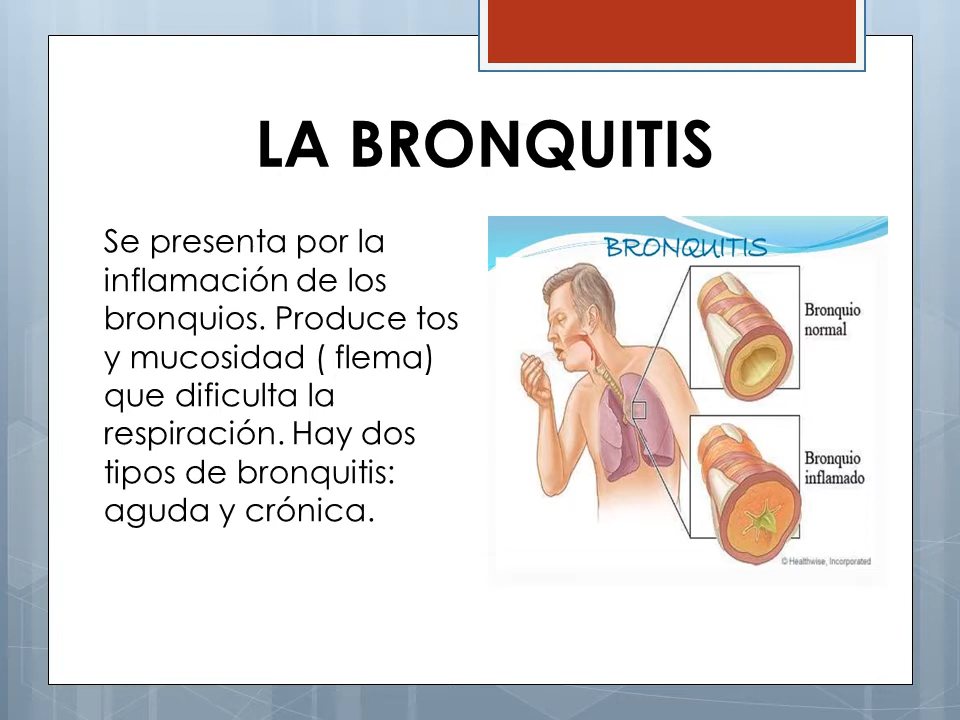 LA BRONQUITIS
Se presenta por la
inflamación de los
bronquios. Produce tos
y mucosidad ( flema)
que dificulta la
respiración. Hay dos
tipos de bronquitis:
aguda y crónica.
BRONQUITIS
Bronquio
normal
Bronquio
inflamado
© Healthwise, Incorporated